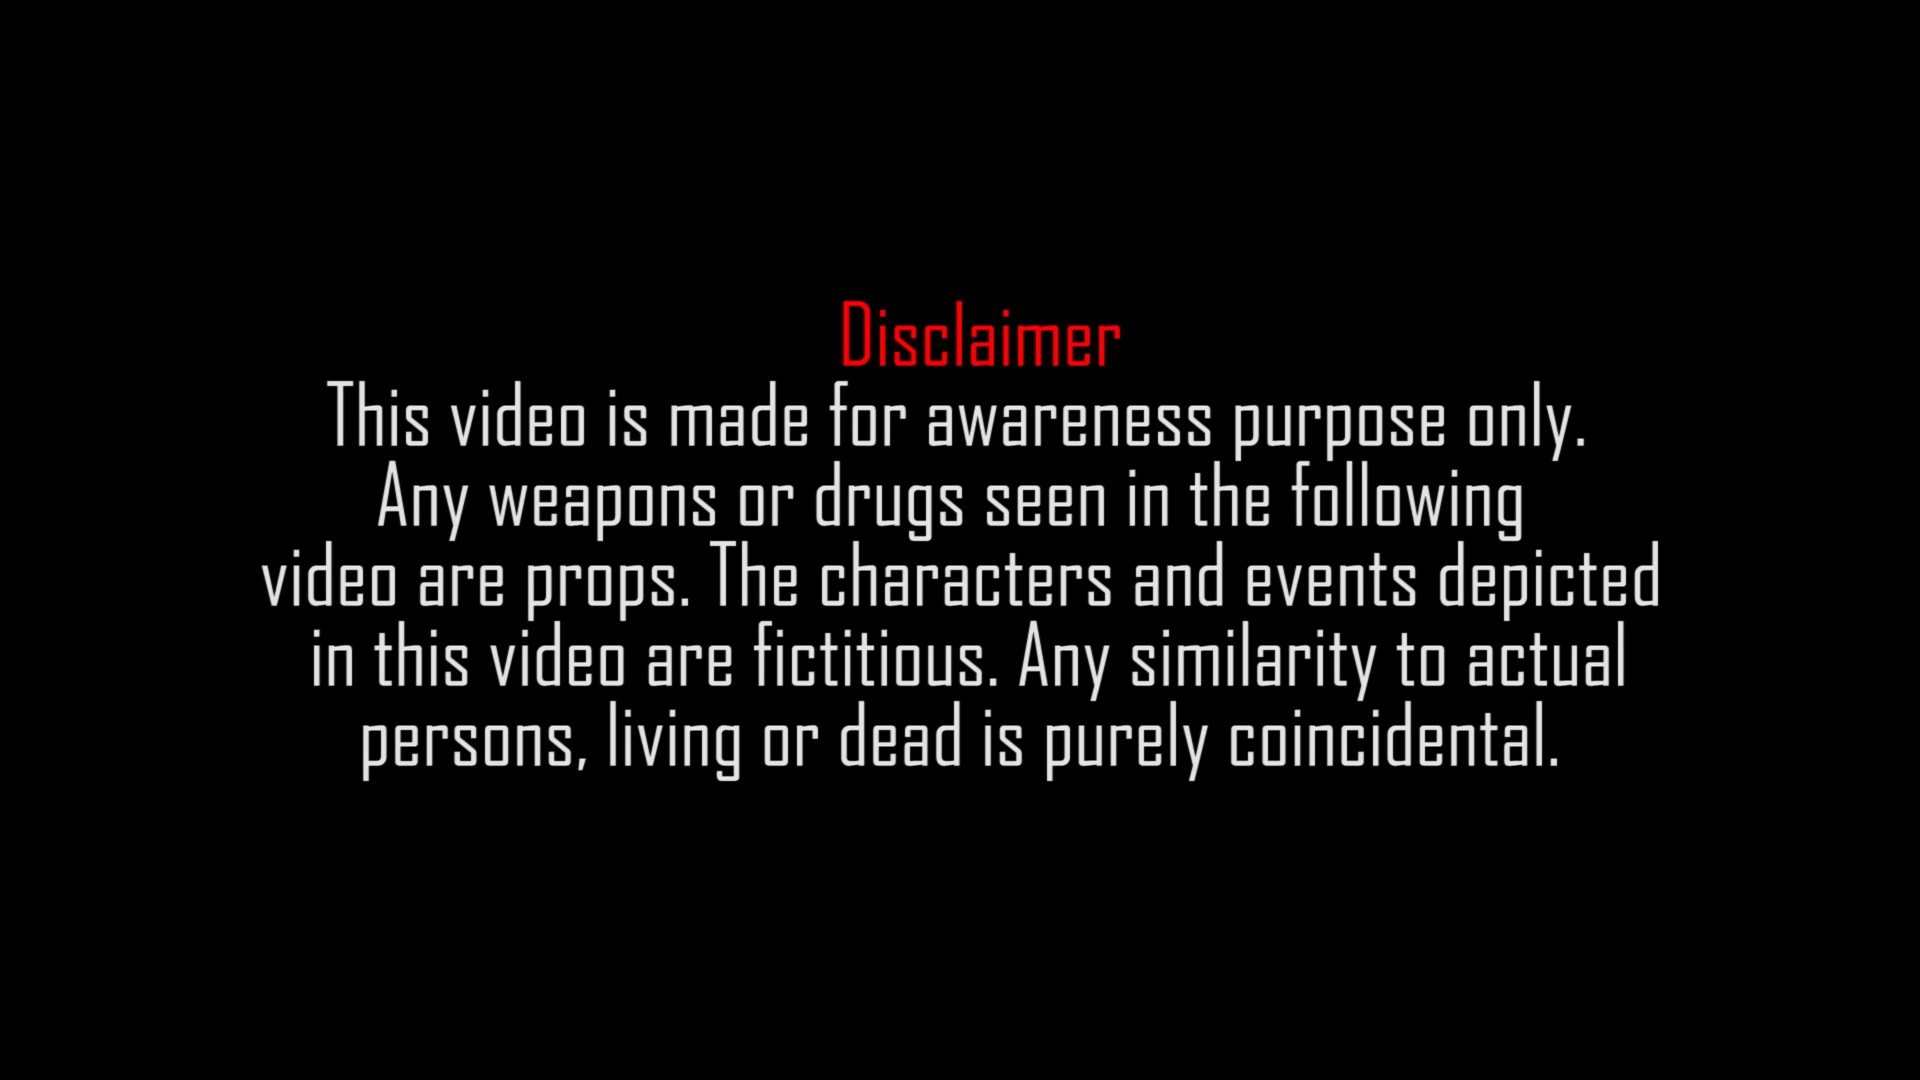 Disclaimer
This video is made for awareness purpose only.
Any weapons or drugs seen in the following
video are props. The characters and events depicted
in this video are fictitious. Any similarity to actual
persons, living or dead is purely coincidental.